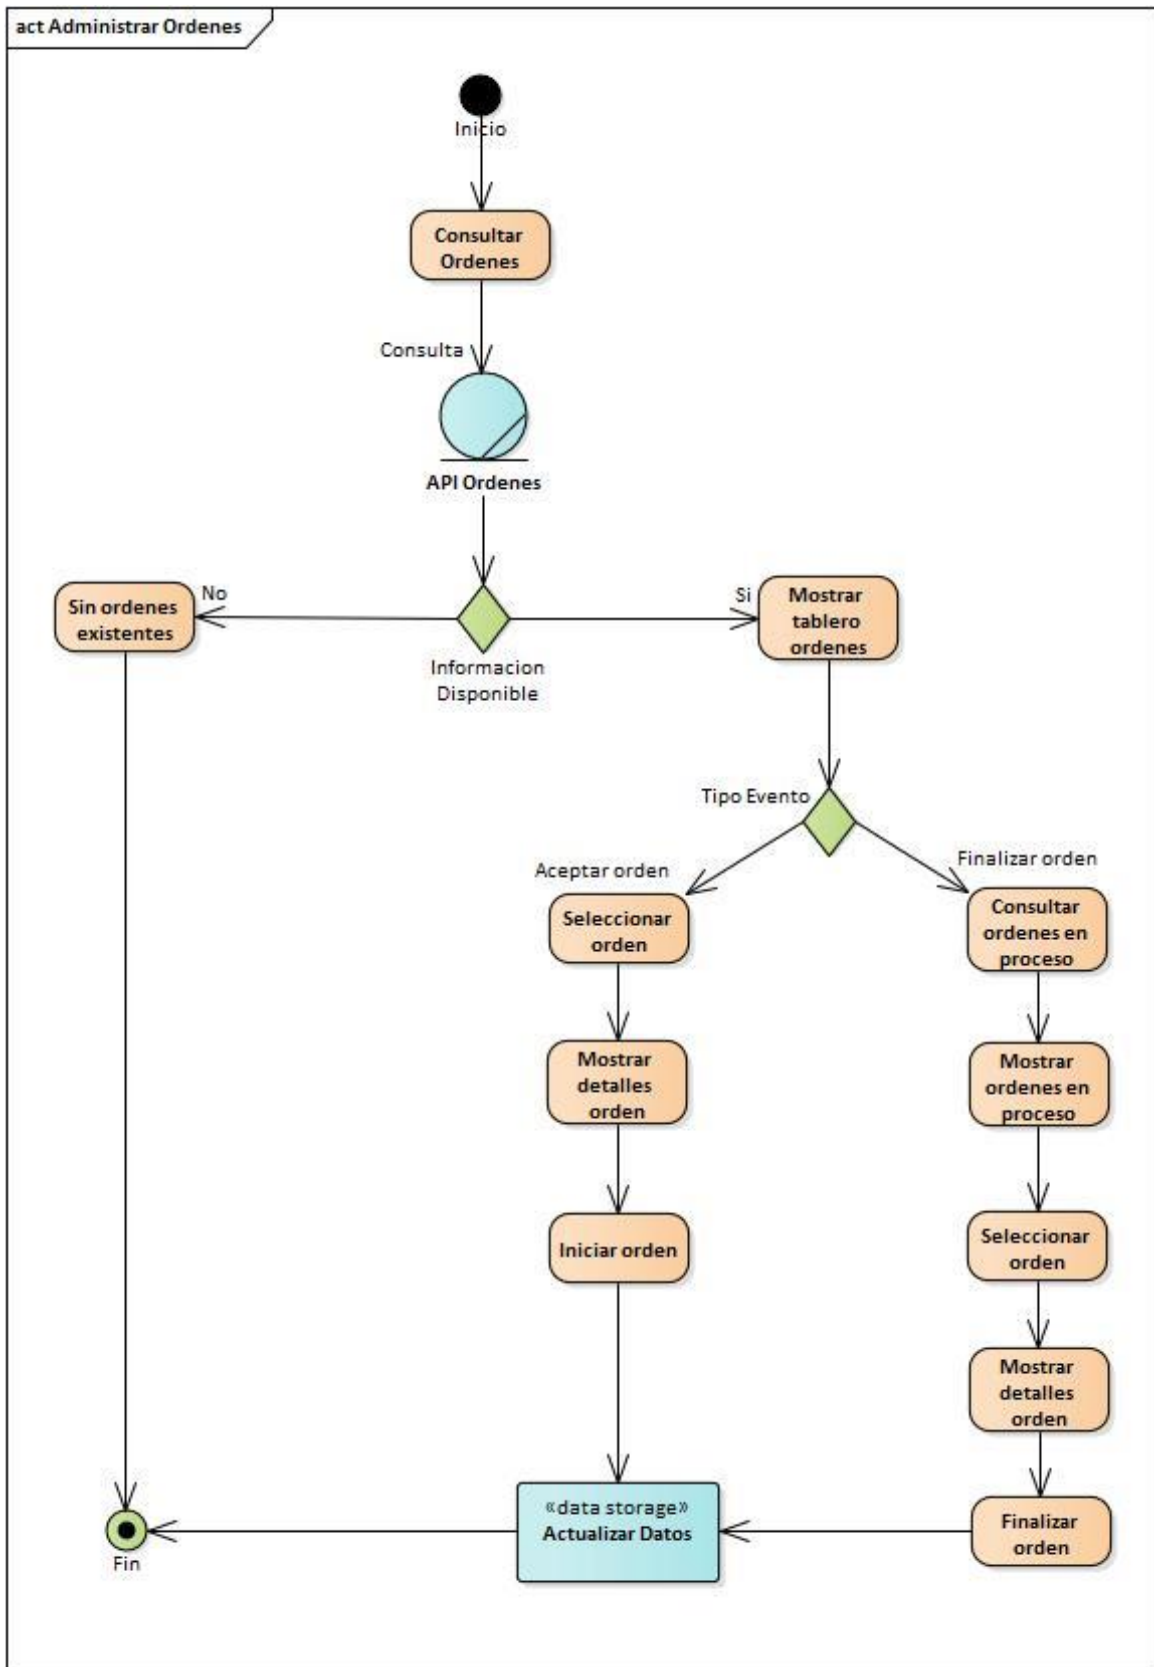 act Administrar Ordenes
Inicio
Consultar
Ordenes
Consulta
API Ordenes
No
Sin ordenes
existentes
Informacion
Disponible
Si
Mostrar
tablero
ordenes
Tipo Evento
Aceptar orden
Finalizar orden
Seleccionar
orden
Consultar
ordenes en
proceso
Mostrar
detalles
orden
Mostrar
ordenes en
proceso
Iniciar orden
Seleccionar
orden
Mostrar
detalles
orden
«data storage»
Actualizar Datos
Finalizar
orden
Fin